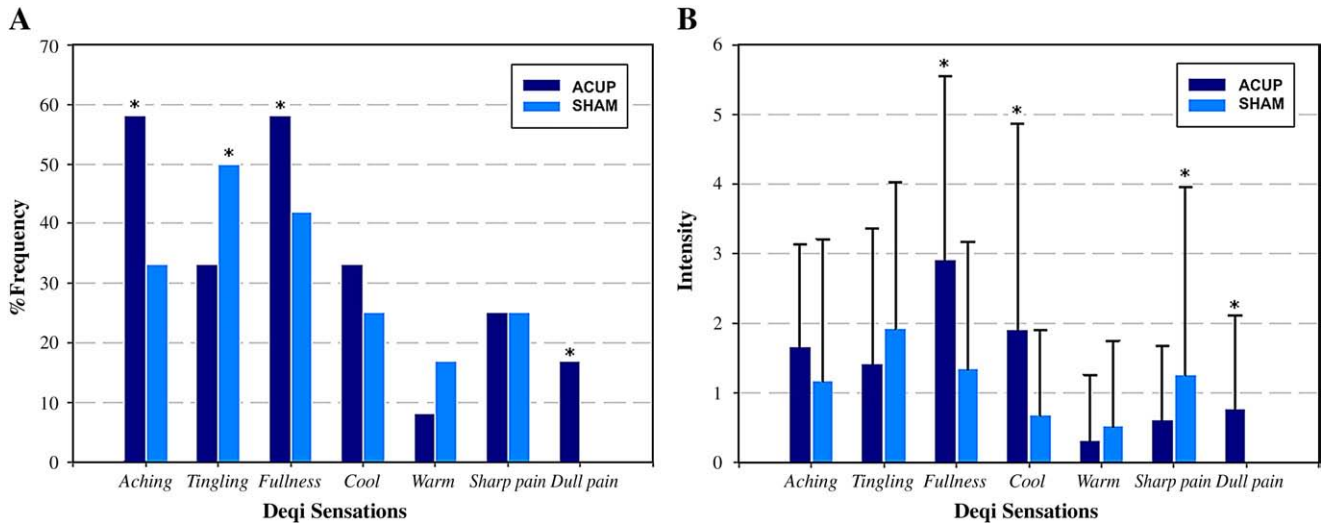 A
70
60
50
40
30
20
10
0
%Frequency
ACUP
SHAM
*
*
*
*
Aching Tingling Fullness Cool Warm Sharp pain Dull pain
Deqi Sensations
B
6
5
4
3
2
1
0
Intensity
ACUP
SHAM
*
*
*
*
Aching Tingling Fullness Cool Warm Sharp pain Dull pain
Deqi Sensations